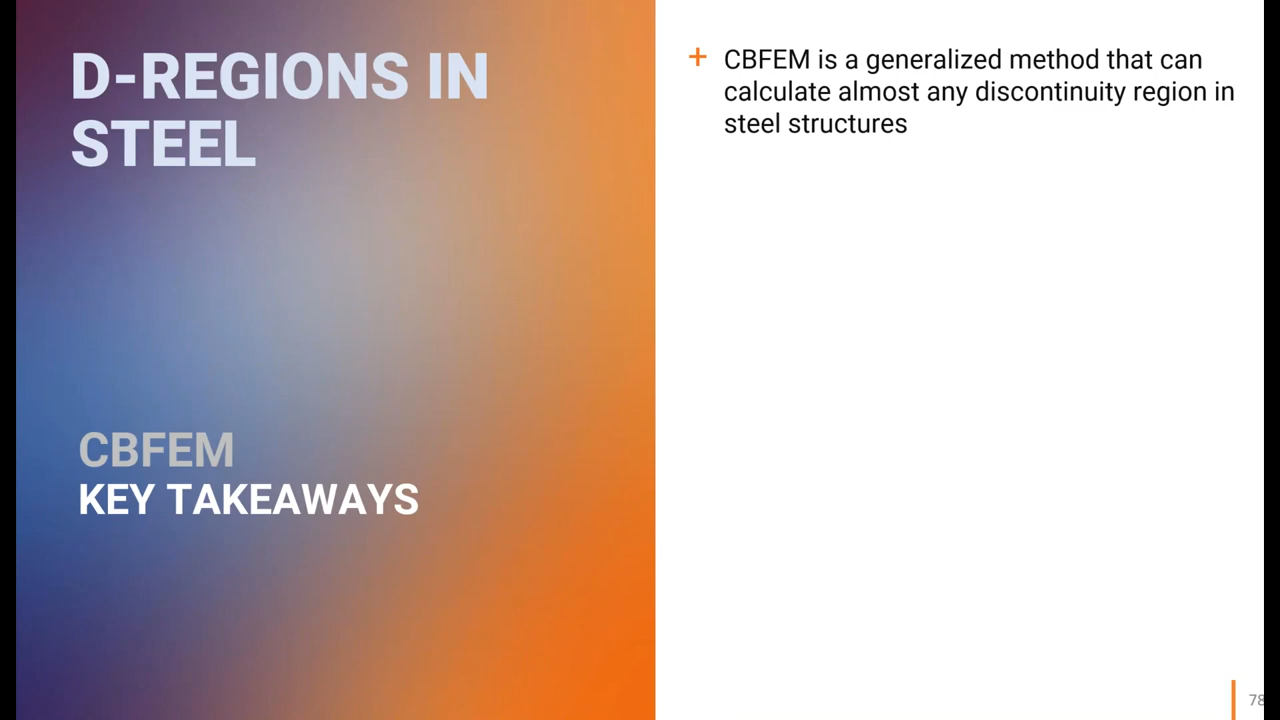 D-REGIONS IN
STEEL
CBFEM
KEY TAKEAWAYS
+ CBFEM is a generalized method that can
calculate almost any discontinuity region in
steel structures
78